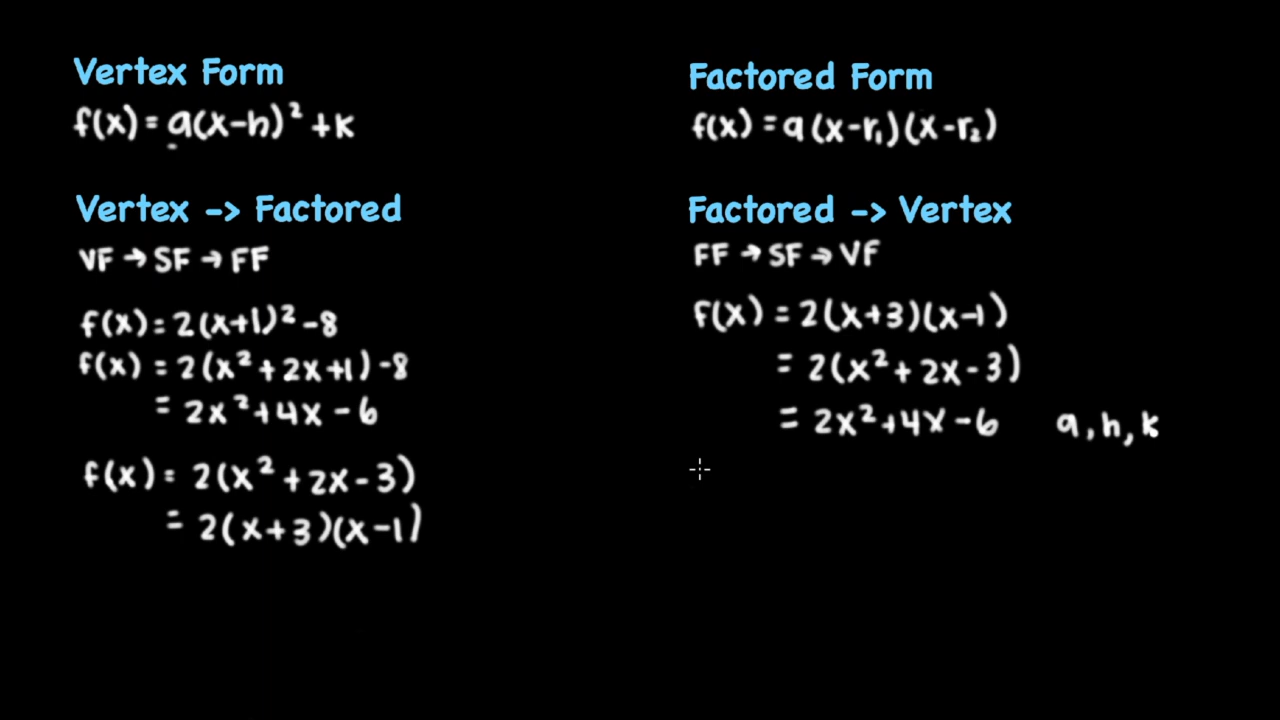 Vertex Form
f(x) = a(x-h)² + k
Vertex -> Factored
VF → SF → FF
f(x) = 2(x+1)² - 8
f(x) = 2(x² + 2x + 1) - 8
= 2x² + 4x - 6
f(x) = 2(x² + 2x - 3)
= 2(x + 3)(x - 1)
Factored Form
f(x) = a(x-r₁)(x-r₂)
Factored -> Vertex
FF → SF → VF
f(x) = 2(x+3)(x-1)
= 2(x² + 2x - 3)
= 2x² + 4x - 6 a, h, k